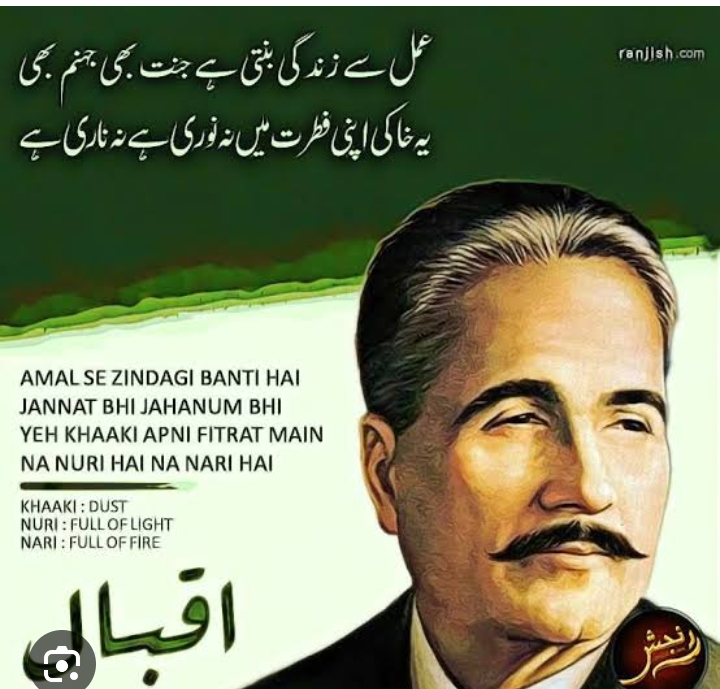 ranjish.com
عمل سے زندگی بنتی ہے جنت بھی جہنم بھی
یہ خاکی اپنی فطرت میں نہ نوری ہے نہ ناری ہے
AMAL SE ZINDAGI BANTI HAI
JANNAT BHI JAHANUM BHI
YEH KHAAKI APNI FITRAT MAIN
NA NURI HAI NA NARI HAI
KHAAKI : DUST
NURI : FULL OF LIGHT
NARI : FULL OF FIRE
اقبال
رنجش